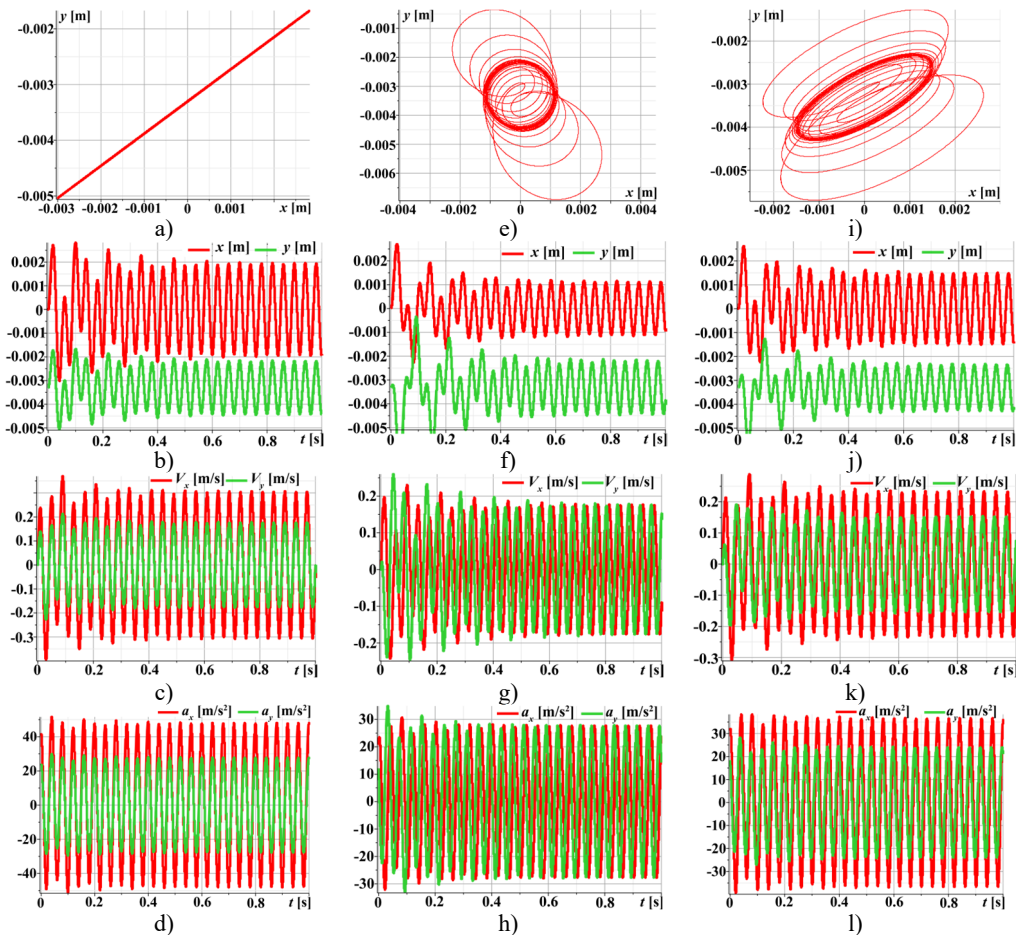 y [m]
-0.002
-0.003
-0.004
-0.005
-0.003 -0.002 -0.001 0 0.001 x [m]
a)
y [m]
-0.001
-0.002
-0.003
-0.004
-0.005
-0.006
-0.004 -0.002 0 0.002 0.004
x [m]
e)
y [m]
-0.002
-0.003
-0.004
-0.005
x [m]
-0.002 -0.001 0 0.001 0.002
i)
x [m] y [m]
0.002
0.001
0
-0.001
-0.002
-0.003
-0.004
-0.005
0 0.2 0.4 0.6 0.8 t [s]
b)
x [m] y [m]
0.002
0.001
0
-0.001
-0.002
-0.003
-0.004
-0.005
0 0.2 0.4 0.6 0.8 t [s]
f)
x [m] y [m]
0.002
0.001
0
-0.001
-0.002
-0.003
-0.004
-0.005
0 0.2 0.4 0.6 0.8 t [s]
j)
Vx [m/s] Vy [m/s]
0.2
0.1
0
-0.1
-0.2
-0.3
0 0.2 0.4 0.6 0.8 t [s]
c)
Vx [m/s] Vy [m/s]
0.2
0.1
0
-0.1
-0.2
0 0.2 0.4 0.6 0.8 t [s]
g)
Vx [m/s] Vy [m/s]
0.2
0.1
0
-0.1
-0.2
-0.3
0 0.2 0.4 0.6 0.8 t [s]
k)
ax [m/s²] ay [m/s²]
40
20
0
-20
-40
0 0.2 0.4 0.6 0.8 t [s]
d)
ax [m/s²] ay [m/s²]
30
20
10
0
-10
-20
-30
0 0.2 0.4 0.6 0.8 t [s]
h)
ax [m/s²] ay [m/s²]
30
20
10
0
-10
-20
-30
0 0.2 0.4 0.6 0.8 t [s]
l)